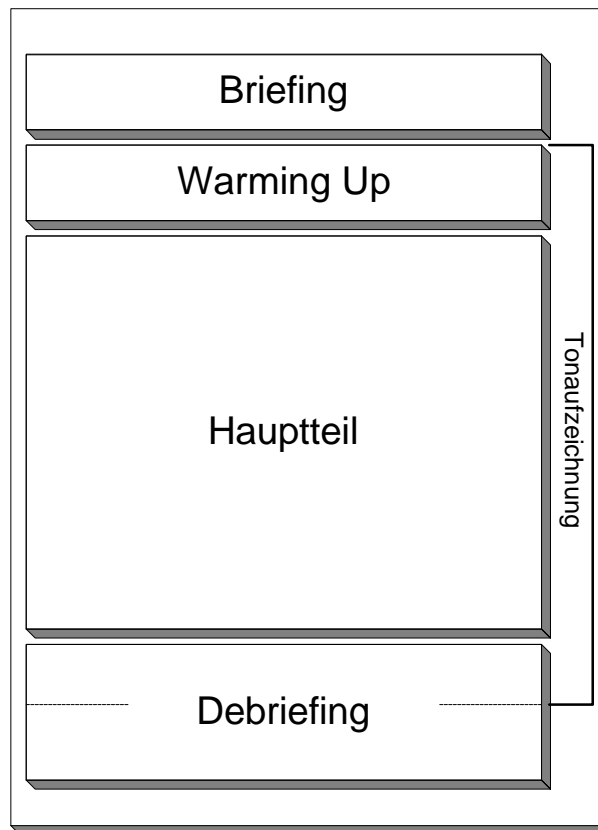 Briefing
Warming Up
Hauptteil
Tonaufzeichnung
Debriefing